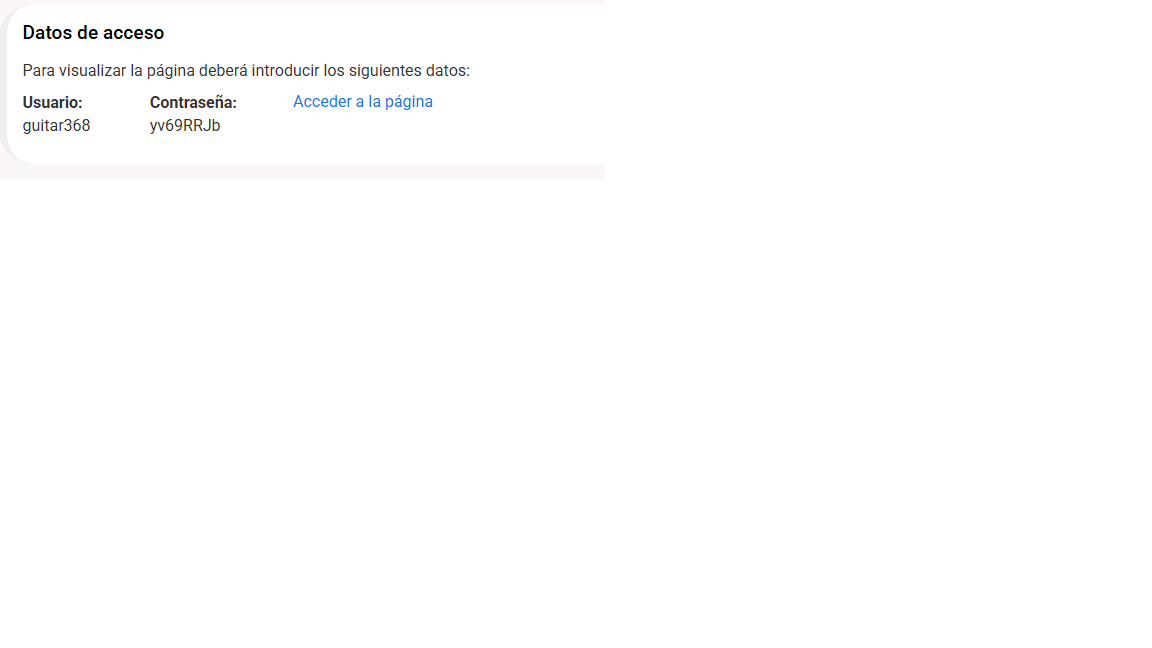 Datos de acceso
Para visualizar la página deberá introducir los siguientes datos:
Usuario: Contraseña: Acceder a la página
guitar368 yv69RRJb